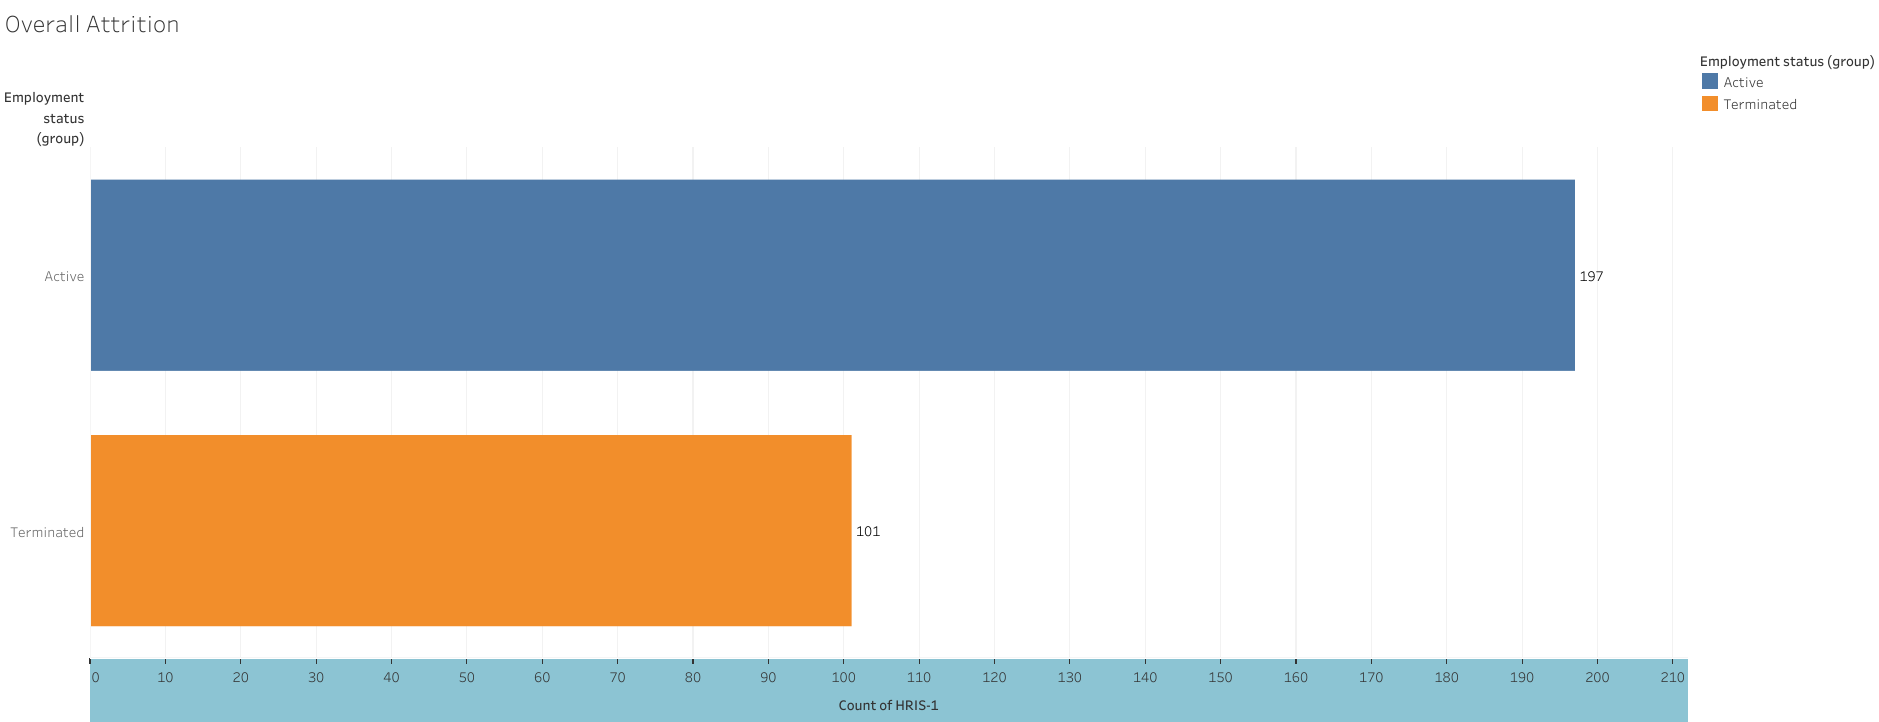 Overall Attrition
Employment status (group)
Active
Terminated
Employment
status
(group)
Active
197
Terminated
101
0 10 20 30 40 50 60 70 80 90 100 110 120 130 140 150 160 170 180 190 200 210
Count of HRIS-1